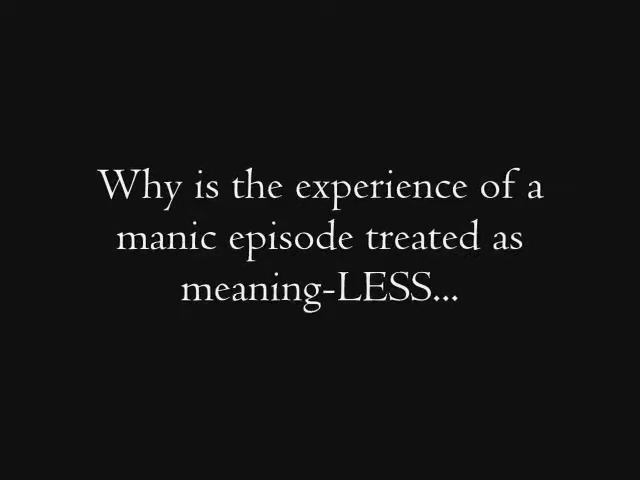 Why is the experience of a
manic episode treated as
meaning-LESS...